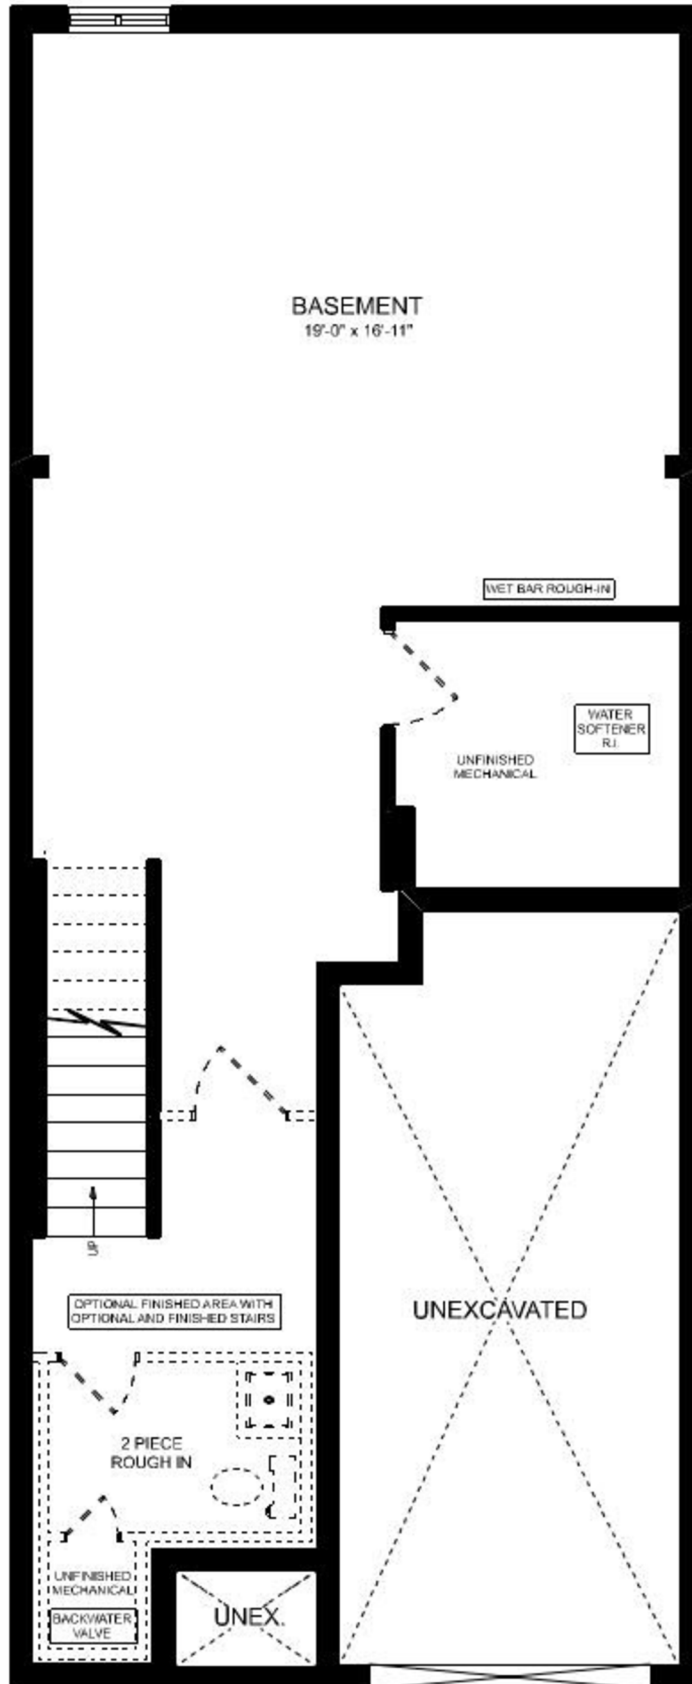 BASEMENT
19'-0" x 16'-11"
WET BAR ROUGH-IN
WATER
SOFTENER
R.I.
UNFINISHED
MECHANICAL
UP
OPTIONAL FINISHED AREA WITH
OPTIONAL AND FINISHED STAIRS
UNEXCAVATED
2 PIECE
ROUGH IN
UNFINISHED
MECHANICAL
BACKWATER
VALVE
UNEX.